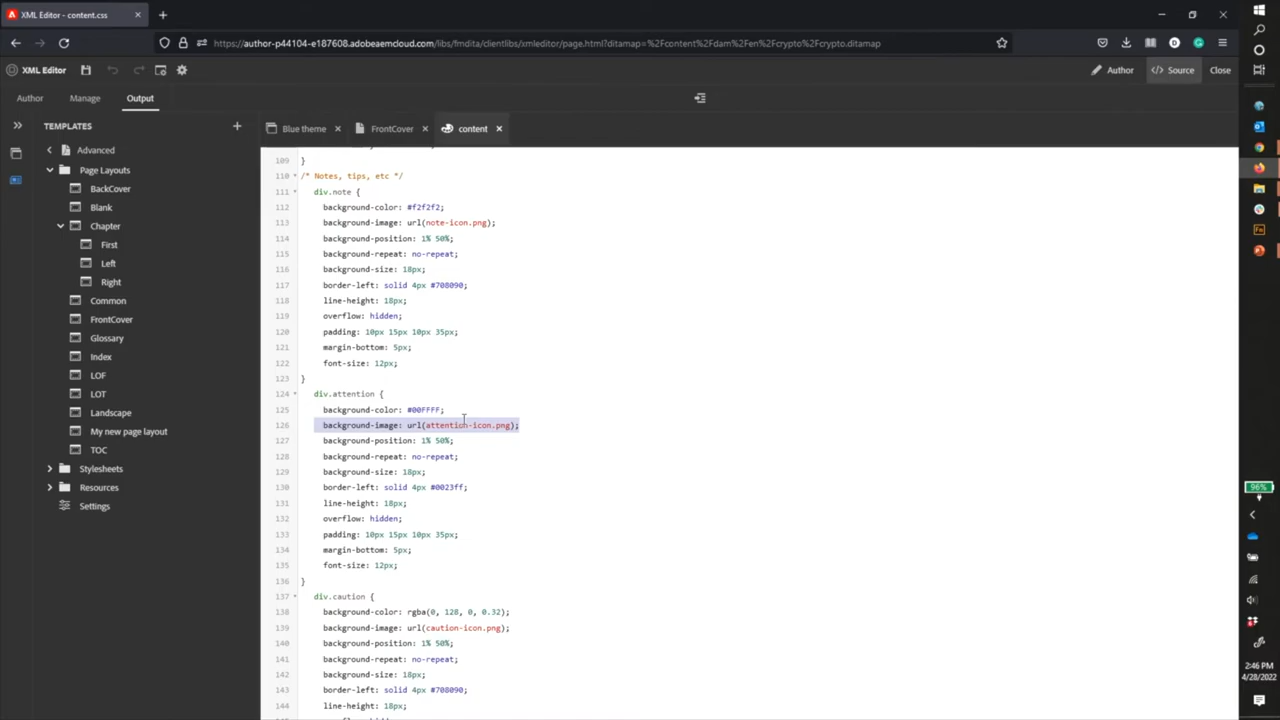 XML Editor - content.css
https://author-p44104-e187608.adobeaemcloud.com/libs/fmdita/clientlibs/xmleditor/page.html?ditamap=%2Fcontent%2Fdam%2Fen%2Fcrypto%2Fcrypto.ditamap
XML Editor
Author
Source
Close
Author
Manage
Output
TEMPLATES
Blue theme
FrontCover
content
Advanced
Page Layouts
BackCover
Blank
Chapter
First
Left
Right
Common
FrontCover
Glossary
Index
LOF
LOT
Landscape
My new page layout
TOC
Stylesheets
Resources
Settings
109 }
110 /* Notes, tips, etc */
111 div.note {
112 background-color: #f2f2f2;
113 background-image: url(note-icon.png);
114 background-position: 1% 50%;
115 background-repeat: no-repeat;
116 background-size: 18px;
117 border-left: solid 4px #708090;
118 line-height: 18px;
119 overflow: hidden;
120 padding: 10px 15px 10px 35px;
121 margin-bottom: 5px;
122 font-size: 12px;
123 }
124 div.attention {
125 background-color: #00FFFF;
126 background-image: url(attention-icon.png);
127 background-position: 1% 50%;
128 background-repeat: no-repeat;
129 background-size: 18px;
130 border-left: solid 4px #0023ff;
131 line-height: 18px;
132 overflow: hidden;
133 padding: 10px 15px 10px 35px;
134 margin-bottom: 5px;
135 font-size: 12px;
136 }
137 div.caution {
138 background-color: rgba(0, 128, 0, 0.32);
139 background-image: url(caution-icon.png);
140 background-position: 1% 50%;
141 background-repeat: no-repeat;
142 background-size: 18px;
143 border-left: solid 4px #708090;
144 line-height: 18px;
96%
2:46 PM
4/28/2022